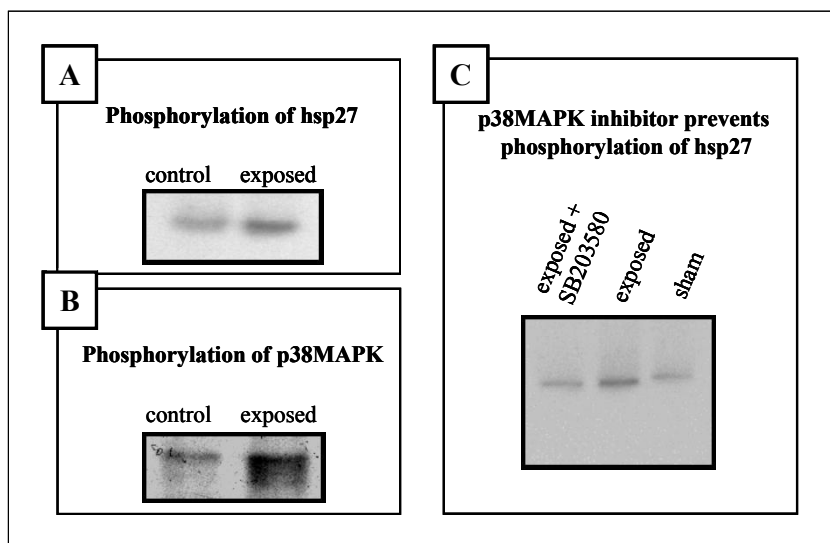 A
Phosphorylation of hsp27
control exposed
B
Phosphorylation of p38MAPK
control exposed
C
p38MAPK inhibitor prevents
phosphorylation of hsp27
exposed +
SB203580
exposed
sham